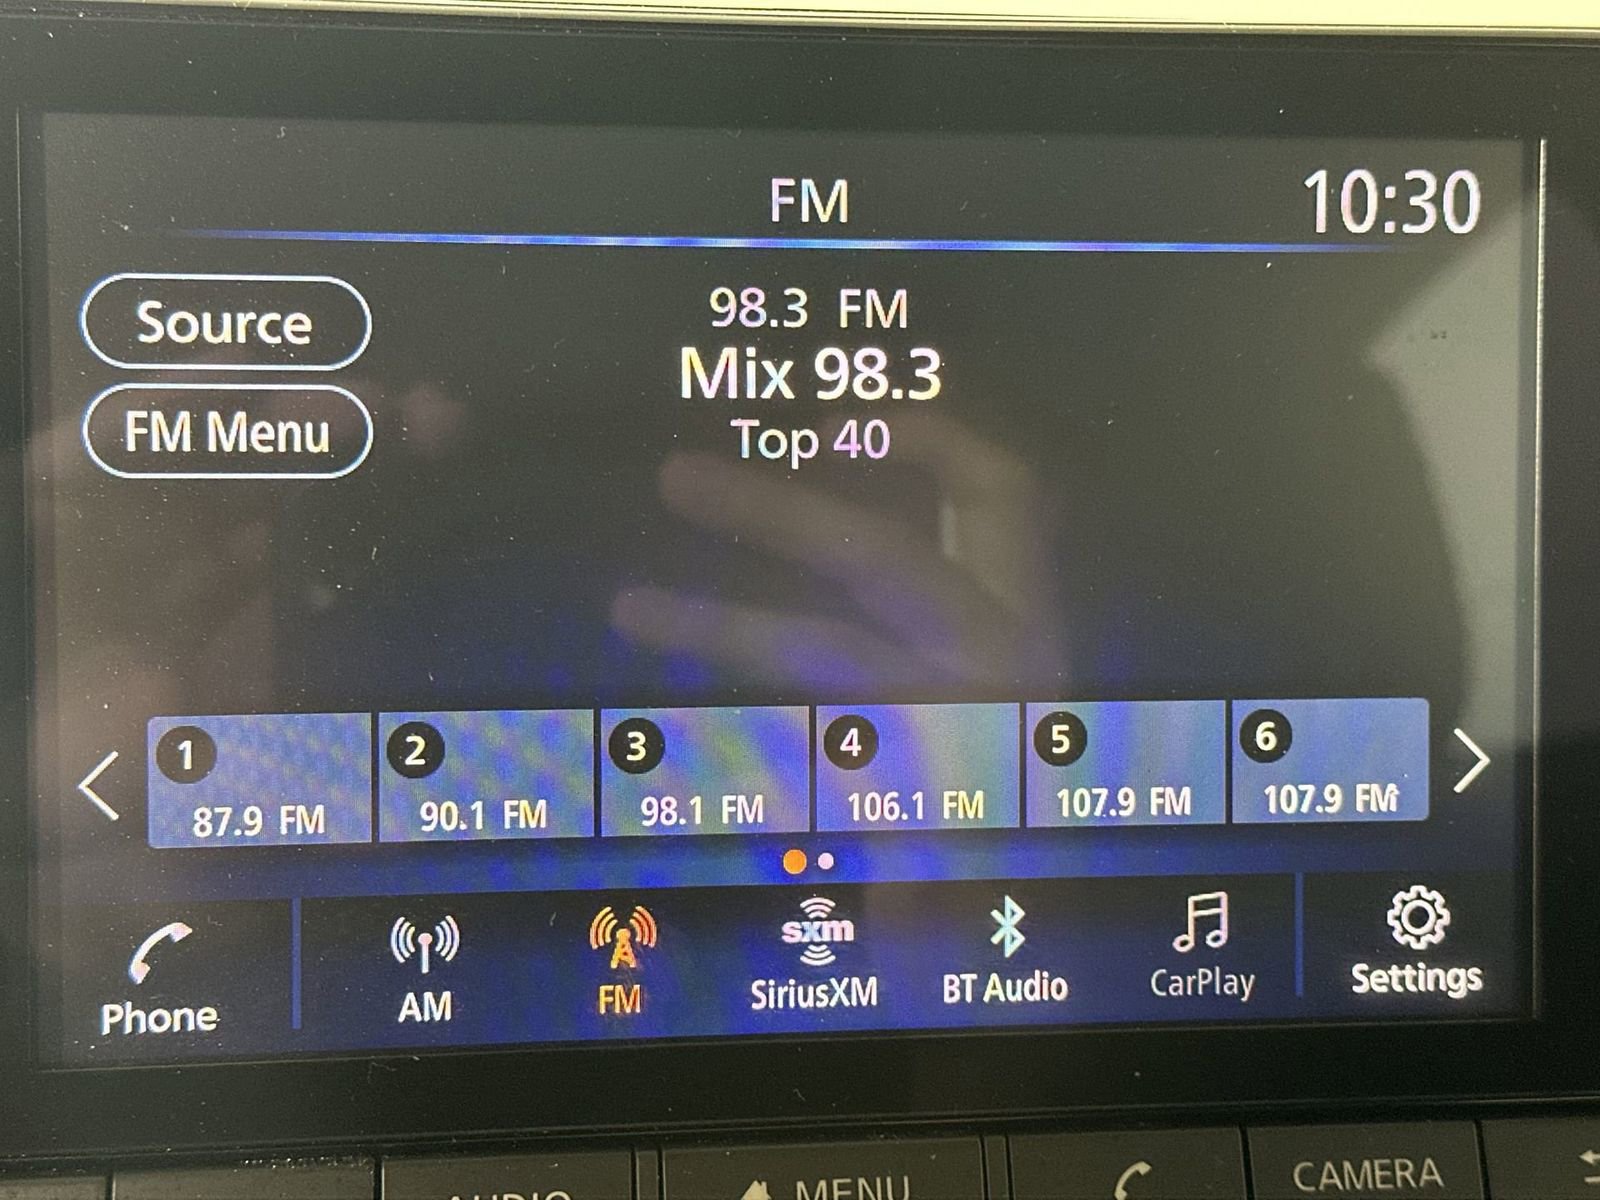 FM
10:30
Source
FM Menu
98.3 FM
Mix 98.3
Top 40
1
87.9 FM
2
90.1 FM
3
98.1 FM
4
106.1 FM
5
107.9 FM
6
107.9 FM
Phone
AM
FM
sxm
SiriusXM
BT Audio
CarPlay
Settings
AUDIO
MENU
CAMERA